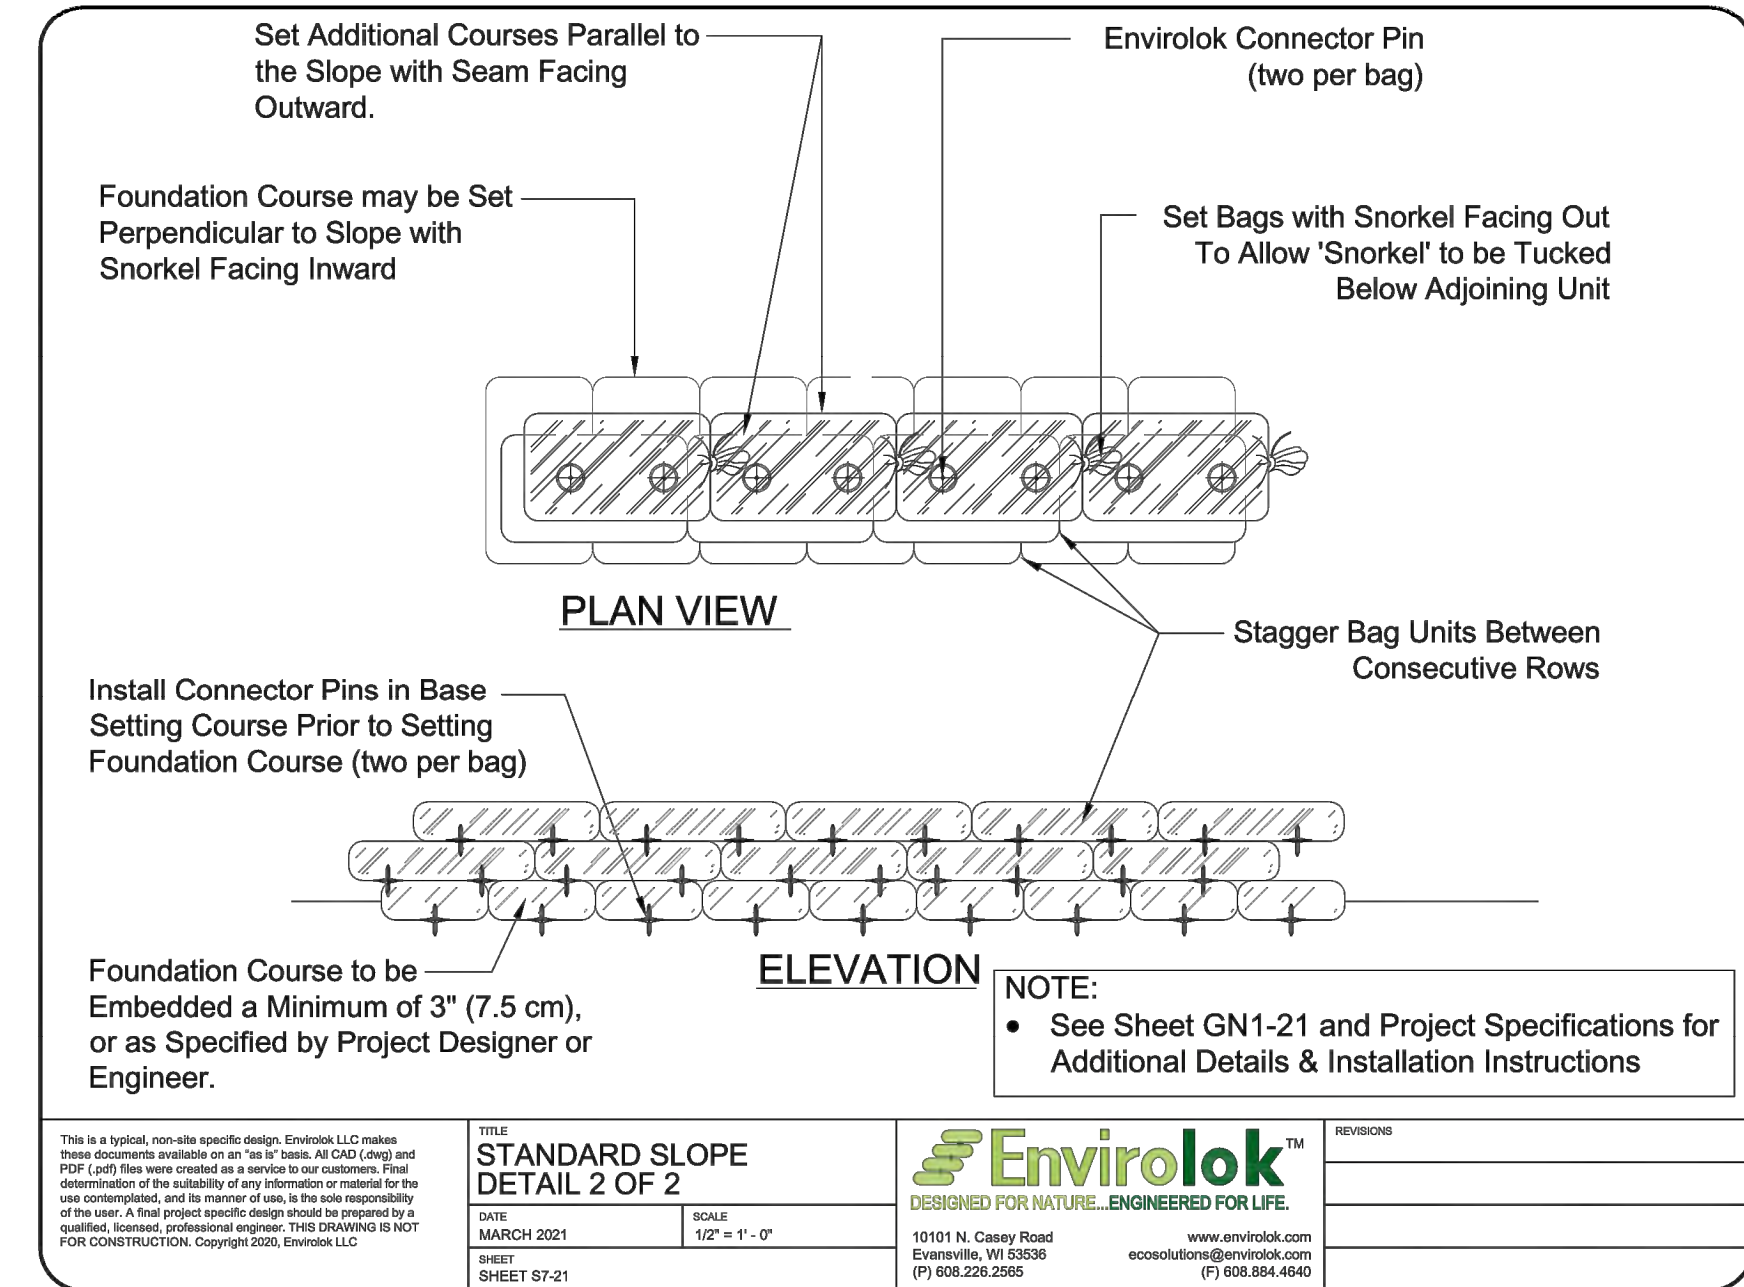 Set Additional Courses Parallel to
the Slope with Seam Facing
Outward.
Envirolok Connector Pin
(two per bag)
Foundation Course may be Set
Perpendicular to Slope with
Snorkel Facing Inward
Set Bags with Snorkel Facing Out
To Allow 'Snorkel' to be Tucked
Below Adjoining Unit
PLAN VIEW
Stagger Bag Units Between
Consecutive Rows
Install Connector Pins in Base
Setting Course Prior to Setting
Foundation Course (two per bag)
Foundation Course to be
Embedded a Minimum of 3" (7.5 cm),
or as Specified by Project Designer or
Engineer.
ELEVATION
NOTE:
• See Sheet GN1-21 and Project Specifications for
Additional Details & Installation Instructions
This is a typical, non-site specific design. Envirolok LLC makes
these documents available on an "as is" basis. All CAD (.dwg) and
PDF (.pdf) files were created as a service to our customers. Final
determination of the suitability of any information or material for the
use contemplated, and its manner of use, is the sole responsibility
of the user. A final project specific design should be prepared by a
qualified, licensed, professional engineer. THIS DRAWING IS NOT
FOR CONSTRUCTION. Copyright 2020, Envirolok LLC
TITLE
STANDARD SLOPE
DETAIL 2 OF 2
DATE
MARCH 2021
SCALE
1/2" = 1' - 0"
SHEET
SHEET S7-21
Envirolok™
DESIGNED FOR NATURE...ENGINEERED FOR LIFE.
10101 N. Casey Road
Evansville, WI 53536
(P) 608.226.2565
www.envirolok.com
ecosolutions@envirolok.com
(F) 608.884.4640
REVISIONS